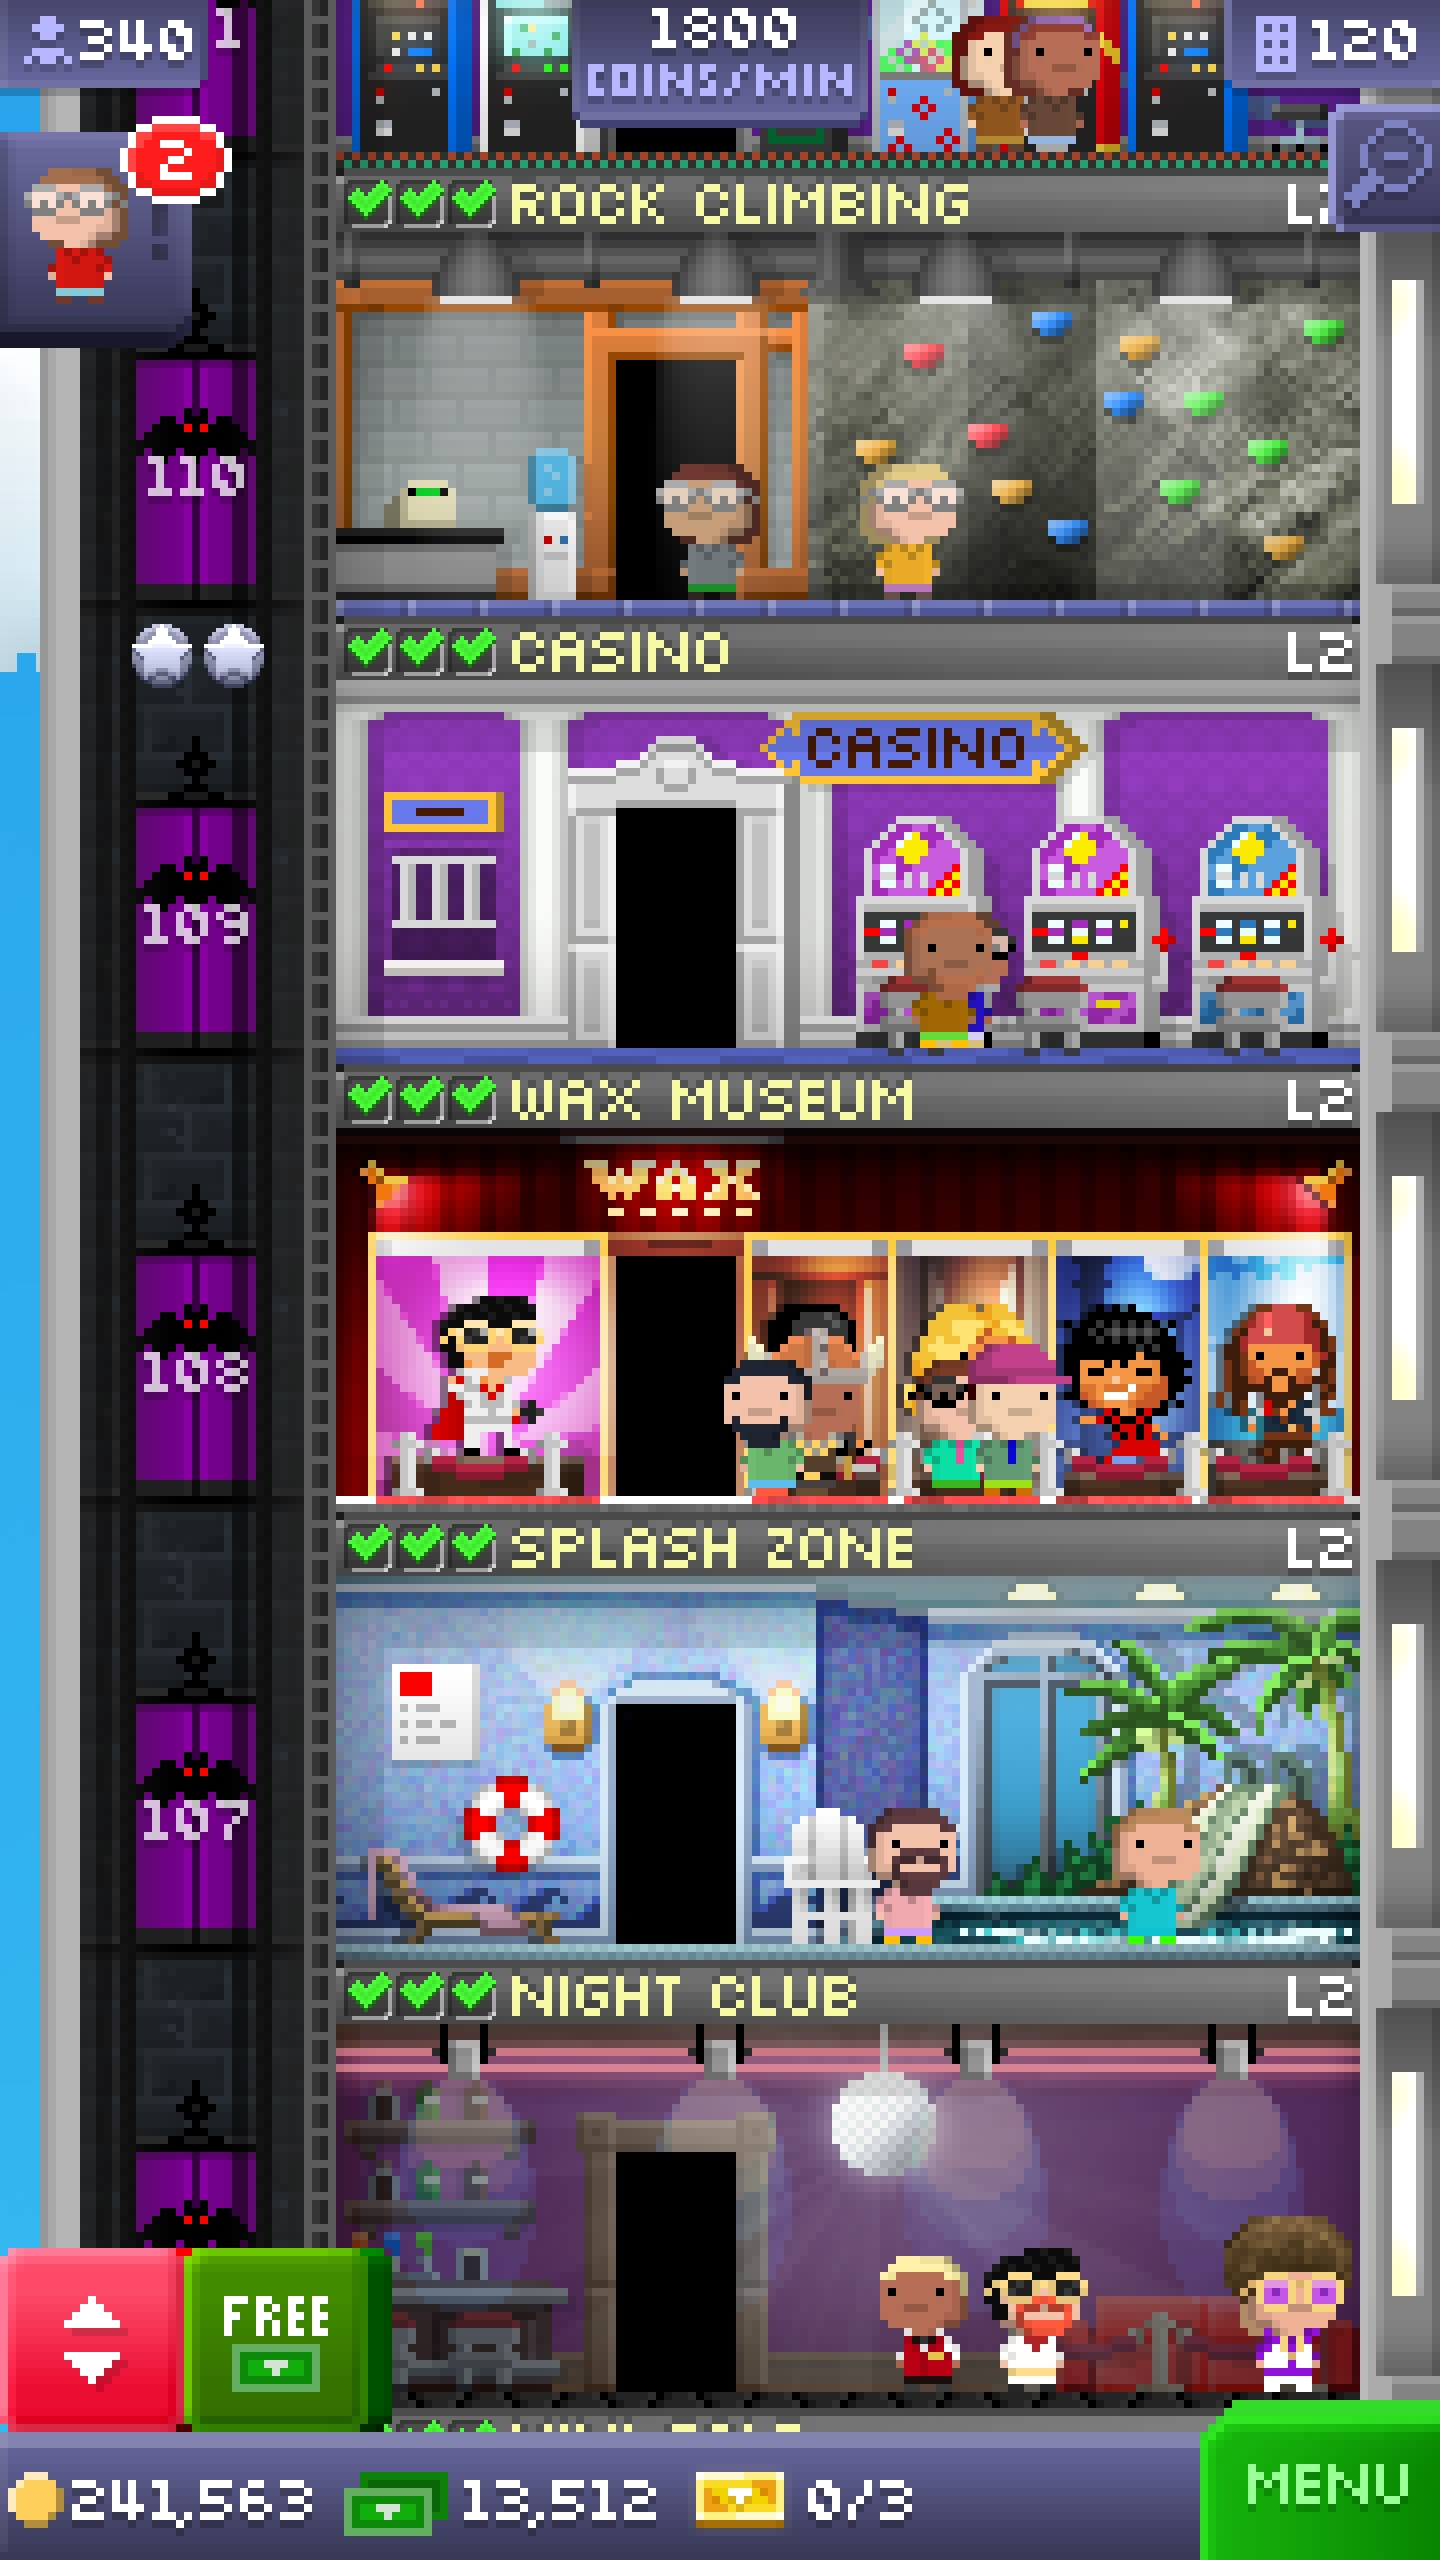 340
1
1800
COINS/MIN
120
2
ROCK CLIMBING
110
CASINO L2
CASINO
109
WAX MUSEUM L2
WAX
108
SPLASH ZONE L2
107
NIGHT CLUB L2
FREE
241,563 13,512 0/3
MENU